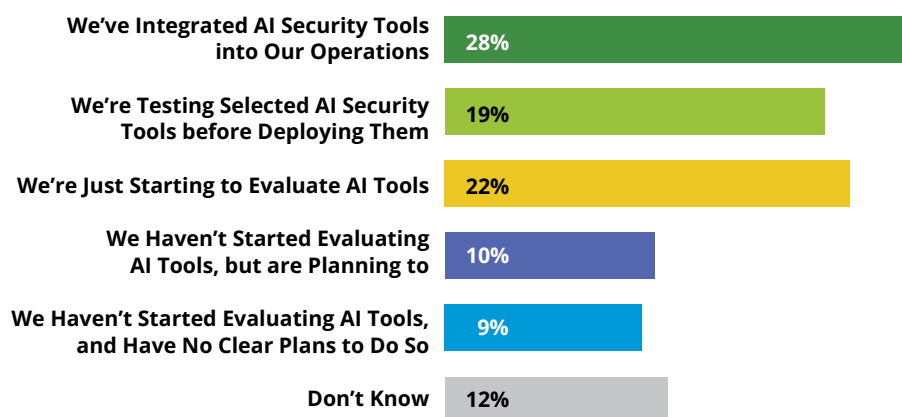 We’ve Integrated AI Security Tools
into Our Operations
28%
We’re Testing Selected AI Security
Tools before Deploying Them
19%
We’re Just Starting to Evaluate AI Tools
22%
We Haven’t Started Evaluating
AI Tools, but are Planning to
10%
We Haven’t Started Evaluating AI Tools,
and Have No Clear Plans to Do So
9%
Don’t Know
12%